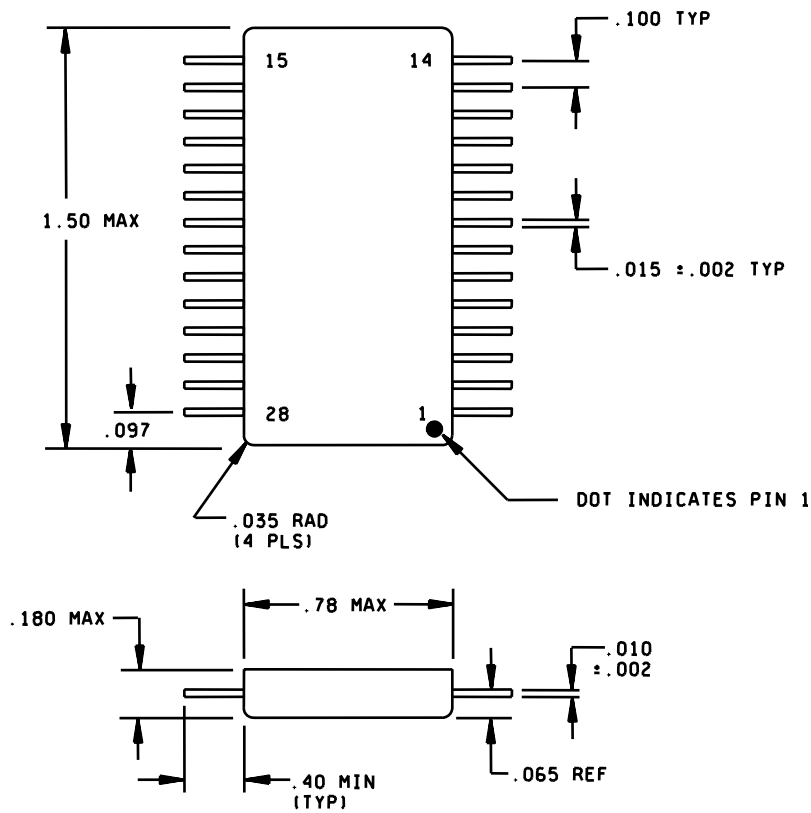 .100 TYP
15 14
1.50 MAX
.015 ±.002 TYP
28 1
.097
DOT INDICATES PIN 1
.035 RAD
(4 PLS)
.78 MAX
.180 MAX
.010
±.002
.065 REF
.40 MIN
(TYP)